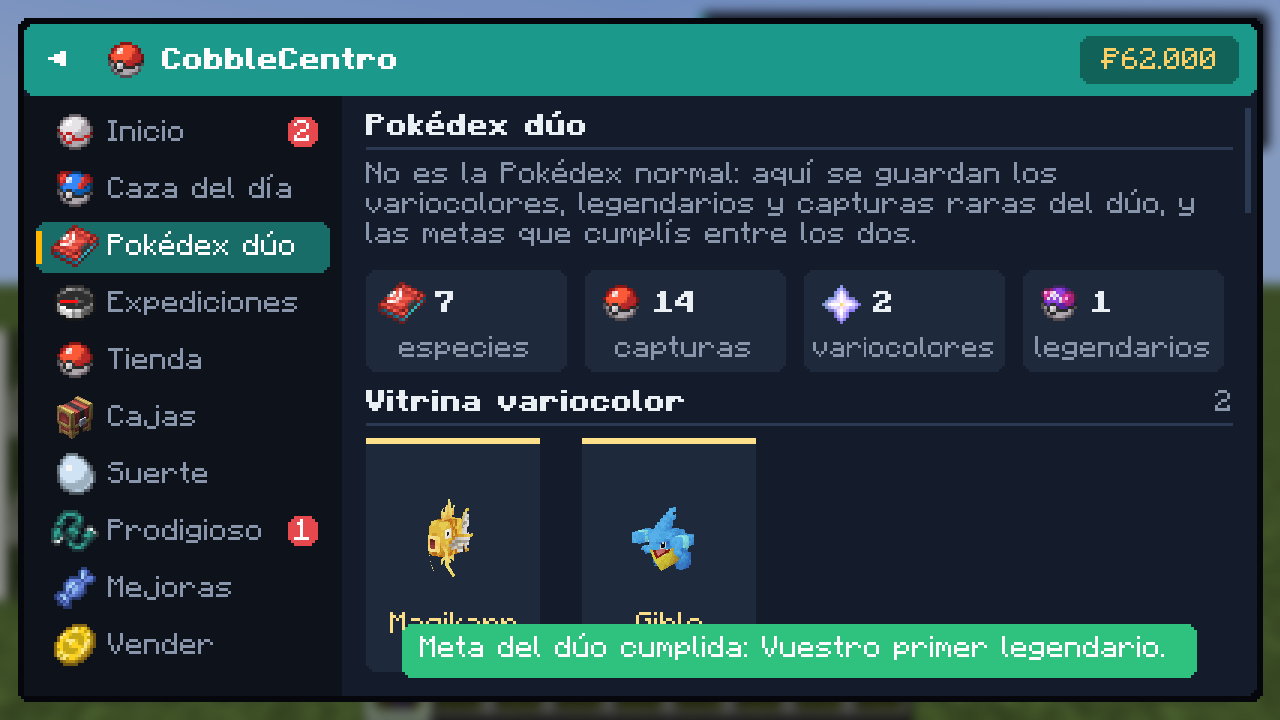 CobbleCentro
₽62.000
Inicio
2
Caza del día
Pokédex dúo
Expediciones
Tienda
Cajas
Suerte
Prodigioso
1
Mejoras
Vender
Pokédex dúo
No es la Pokédex normal: aquí se guardan los
variocolores, legendarios y capturas raras del dúo, y
las metas que cumplís entre los dos.
7
especies
14
capturas
2
variocolores
1
legendarios
Vitrina variocolor
2
Magikarp
Gible
Meta del dúo cumplida: Vuestro primer legendario.